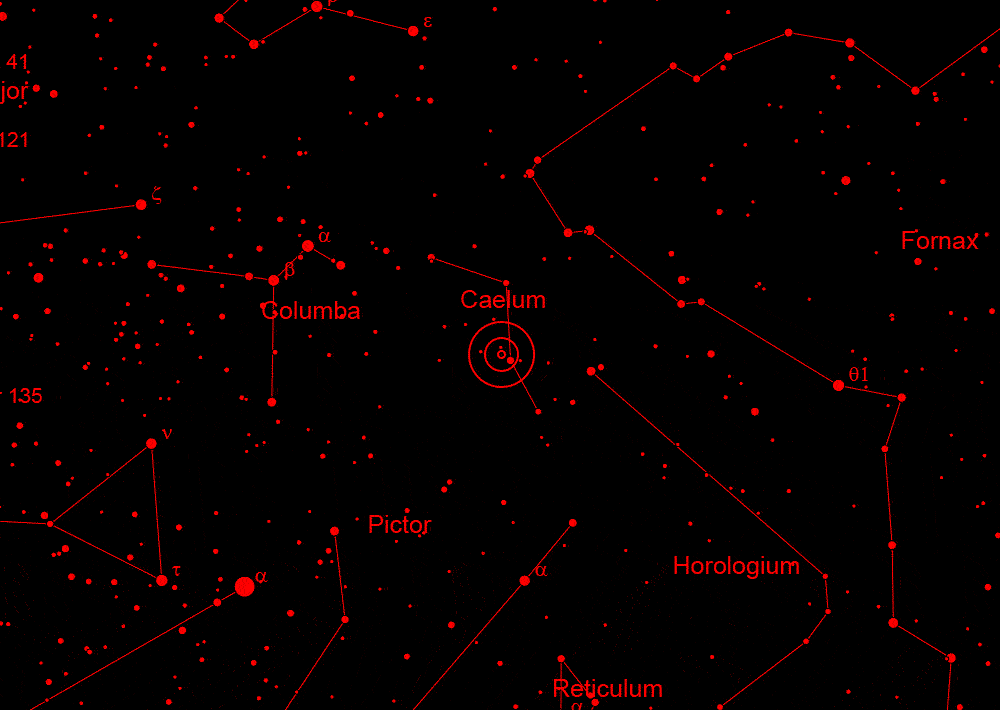 ε
41
jor
121
ζ
α
Fornax
β
Caelum
Columba
θ1
135
ν
Pictor
α
τ
α
Horologium
Reticulum
α